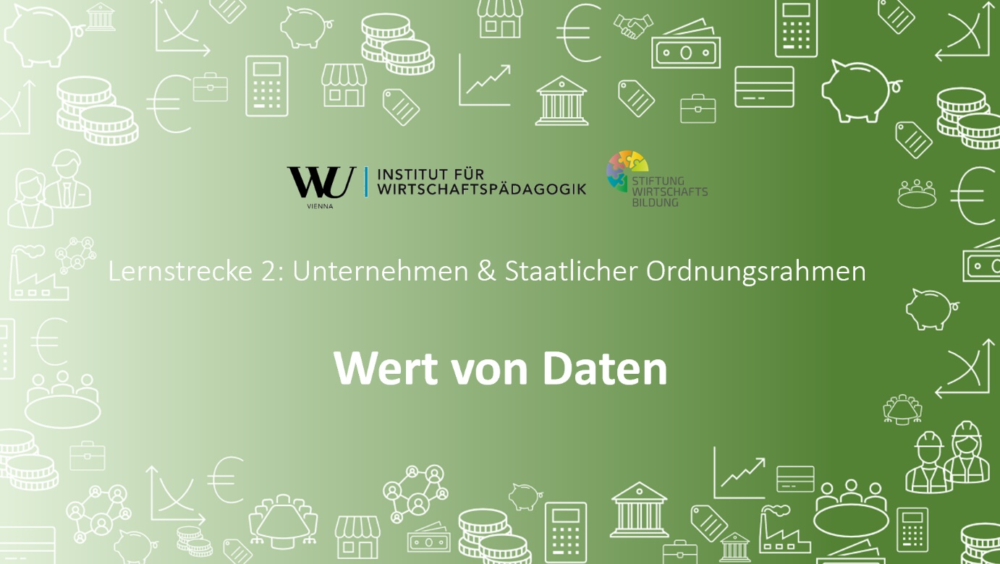 WU
VIENNA
INSTITUT FÜR
WIRTSCHAFTSPÄDAGOGIK
STIFTUNG
WIRTSCHAFTS
BILDUNG
Lernstrecke 2: Unternehmen & Staatlicher Ordnungsrahmen
Wert von Daten